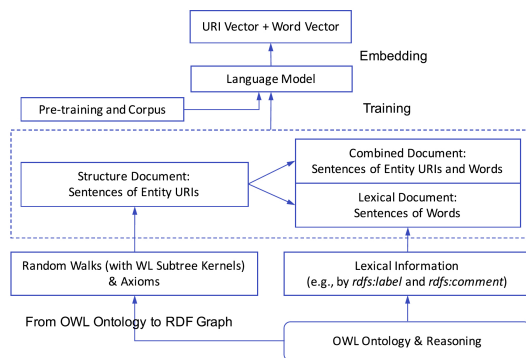 URI Vector + Word Vector
Embedding
Language Model
Training
Pre-training and Corpus
Combined Document:
Sentences of Entity URIs and Words
Structure Document:
Sentences of Entity URIs
Lexical Document:
Sentences of Words
Random Walks (with WL Subtree Kernels)
& Axioms
Lexical Information
(e.g., by rdfs:label and rdfs:comment)
From OWL Ontology to RDF Graph
OWL Ontology & Reasoning